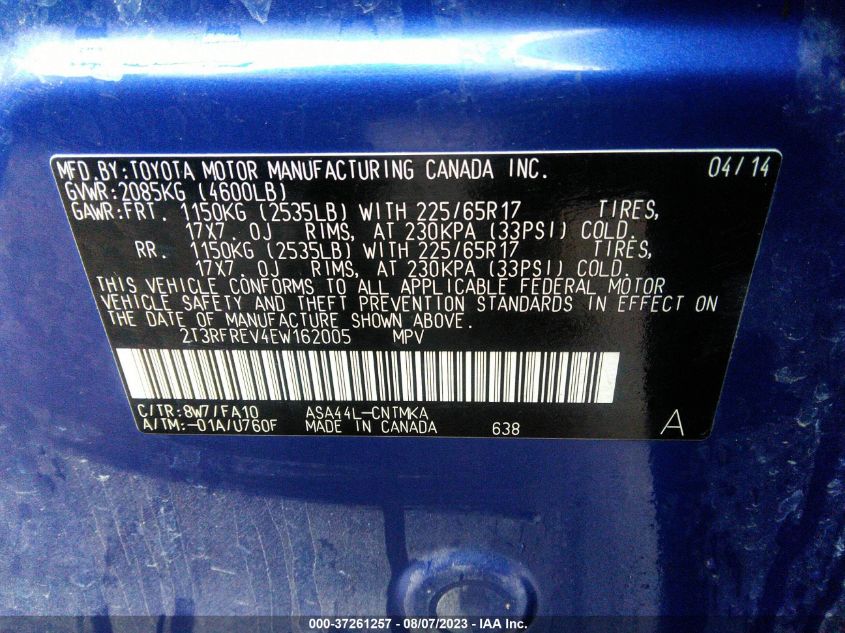 MFD.BY:TOYOTA MOTOR MANUFACTURING CANADA INC. 04/14
GVWR:2085KG (4600LB)
GAWR:FRT. 1150KG (2535LB) WITH 225/65R17 TIRES,
17X7.0J RIMS, AT 230KPA (33PSI) COLD.
RR. 1150KG (2535LB) WITH 225/65R17 TIRES,
17X7.0J RIMS, AT 230KPA (33PSI) COLD.
THIS VEHICLE CONFORMS TO ALL APPLICABLE FEDERAL MOTOR
VEHICLE SAFETY AND THEFT PREVENTION STANDARDS IN EFFECT ON
THE DATE OF MANUFACTURE SHOWN ABOVE.
2T3RFREV4EW162005 MPV
C/TR:8W7/FA10 ASA44L-CNTMKA
A/TM:-01A/U760F MADE IN CANADA 638 A
000-37261257 - 08/07/2023 - IAA Inc.